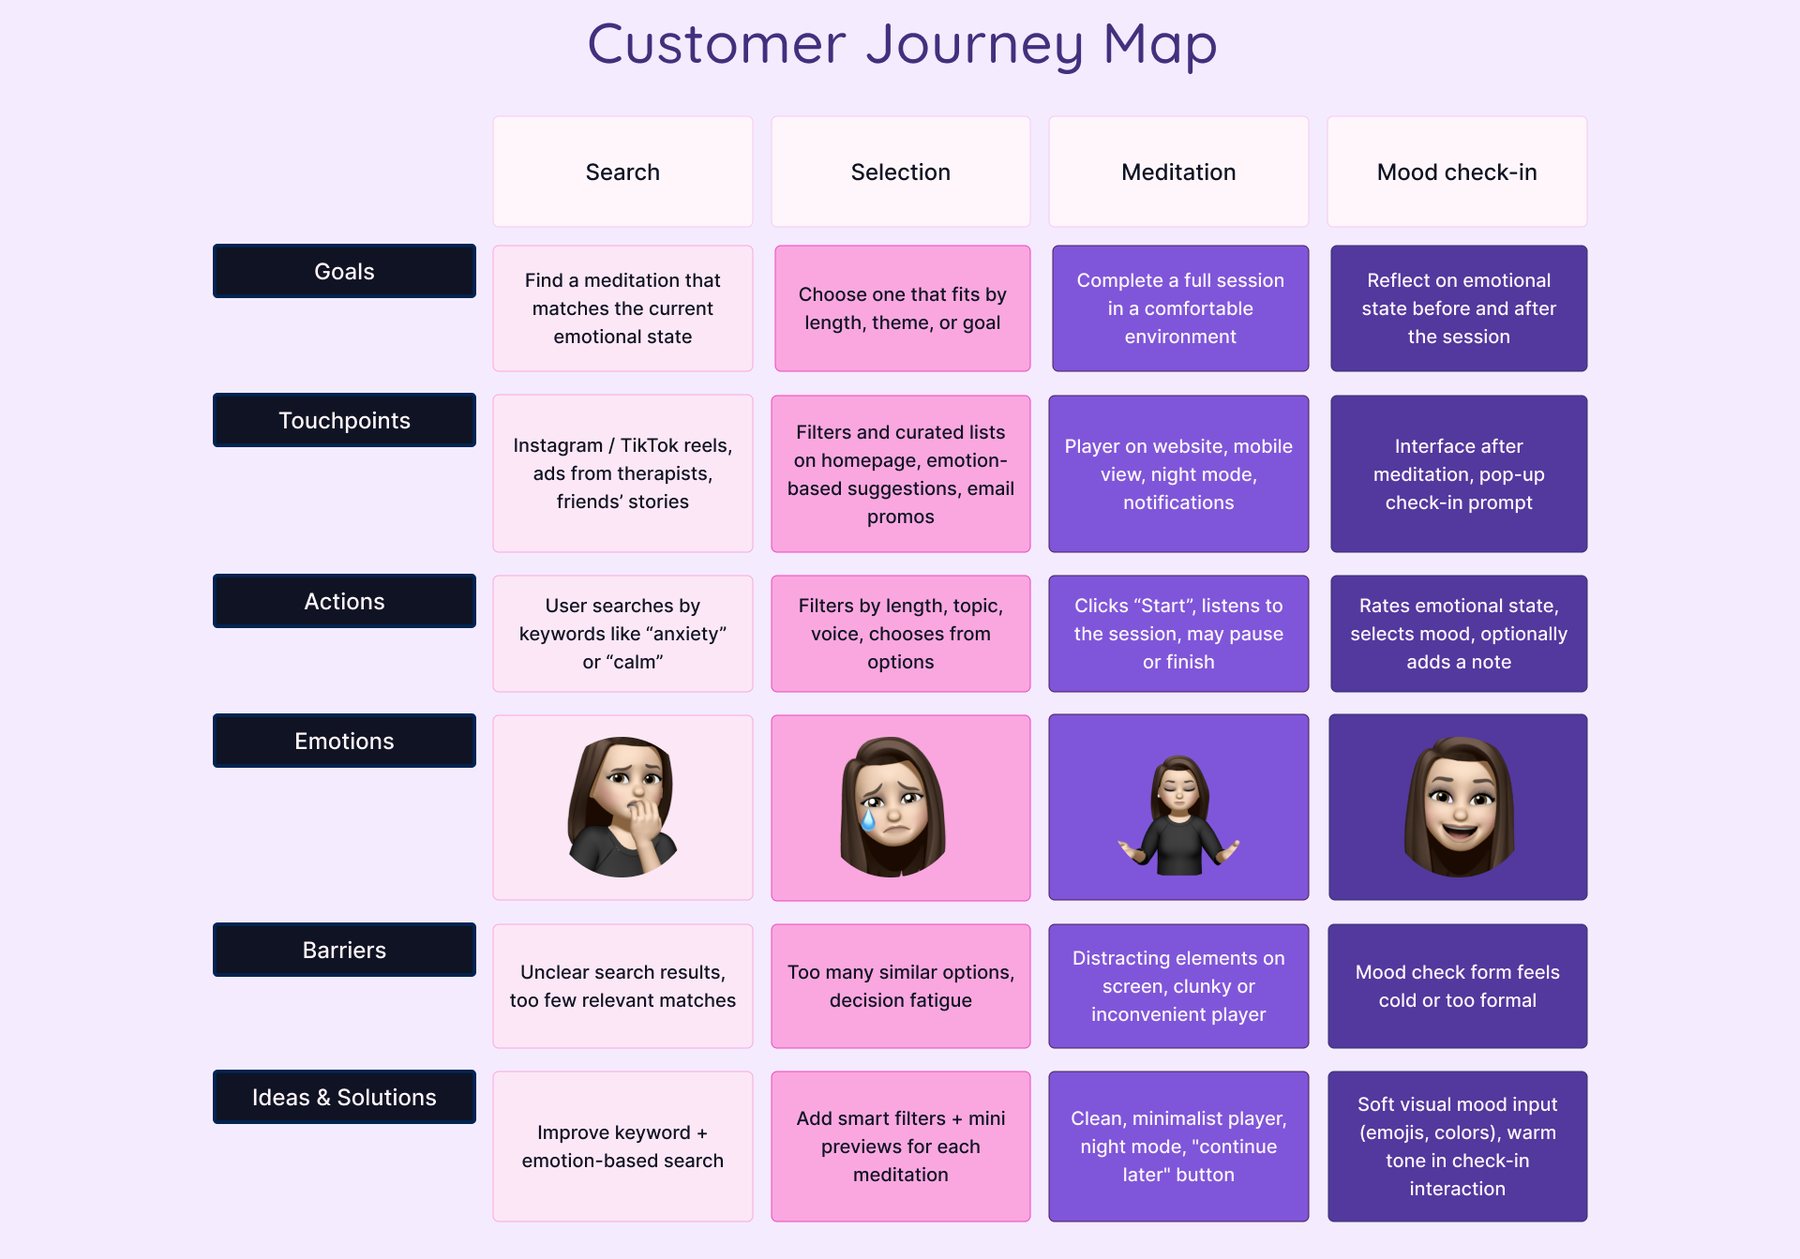 Customer Journey Map
Search
Selection
Meditation
Mood check-in
Goals
Find a meditation that
matches the current
emotional state
Choose one that fits by
length, theme, or goal
Complete a full session
in a comfortable
environment
Reflect on emotional
state before and after
the session
Touchpoints
Instagram / TikTok reels,
ads from therapists,
friends’ stories
Filters and curated lists
on homepage, emotion-
based suggestions, email
promos
Player on website, mobile
view, night mode,
notifications
Interface after
meditation, pop-up
check-in prompt
Actions
User searches by
keywords like “anxiety”
or “calm”
Filters by length, topic,
voice, chooses from
options
Clicks “Start”, listens to
the session, may pause
or finish
Rates emotional state,
selects mood, optionally
adds a note
Emotions
Barriers
Unclear search results,
too few relevant matches
Too many similar options,
decision fatigue
Distracting elements on
screen, clunky or
inconvenient player
Mood check form feels
cold or too formal
Ideas & Solutions
Improve keyword +
emotion-based search
Add smart filters + mini
previews for each
meditation
Clean, minimalist player,
night mode, "continue
later" button
Soft visual mood input
(emojis, colors), warm
tone in check-in
interaction